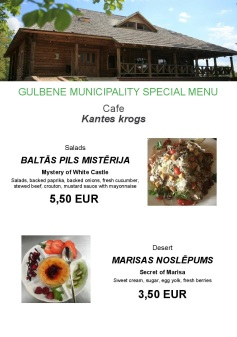 GULBENE MUNICIPALITY SPECIAL MENU
Cafe
Kantes krogs
Salads
BALTĀS PILS MISTĒRIJA
Mystery of White Castle
Salads, backed paprika, backed onions, fresh cucumber,
stewed beef, crouton, mustard sauce with mayonnaise
5,50 EUR
Desert
MARISAS NOSLĒPUMS
Secret of Marisa
Sweet cream, sugar, egg yolk, fresh berries
3,50 EUR